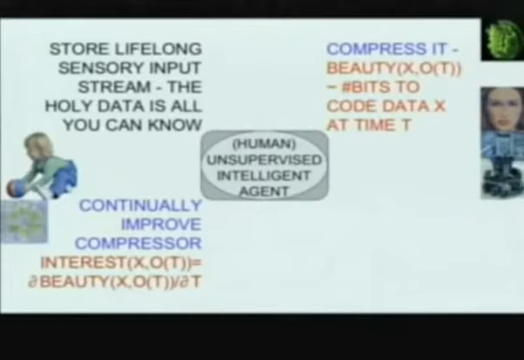 STORE LIFELONG
SENSORY INPUT
STREAM - THE
HOLY DATA IS ALL
YOU CAN KNOW
COMPRESS IT -
BEAUTY(X,O(T))
~ #BITS TO
CODE DATA X
AT TIME T
(HUMAN)
UNSUPERVISED
INTELLIGENT
AGENT
CONTINUALLY
IMPROVE
COMPRESSOR
INTEREST(X,O(T))=
∂BEAUTY(X,O(T))/∂T